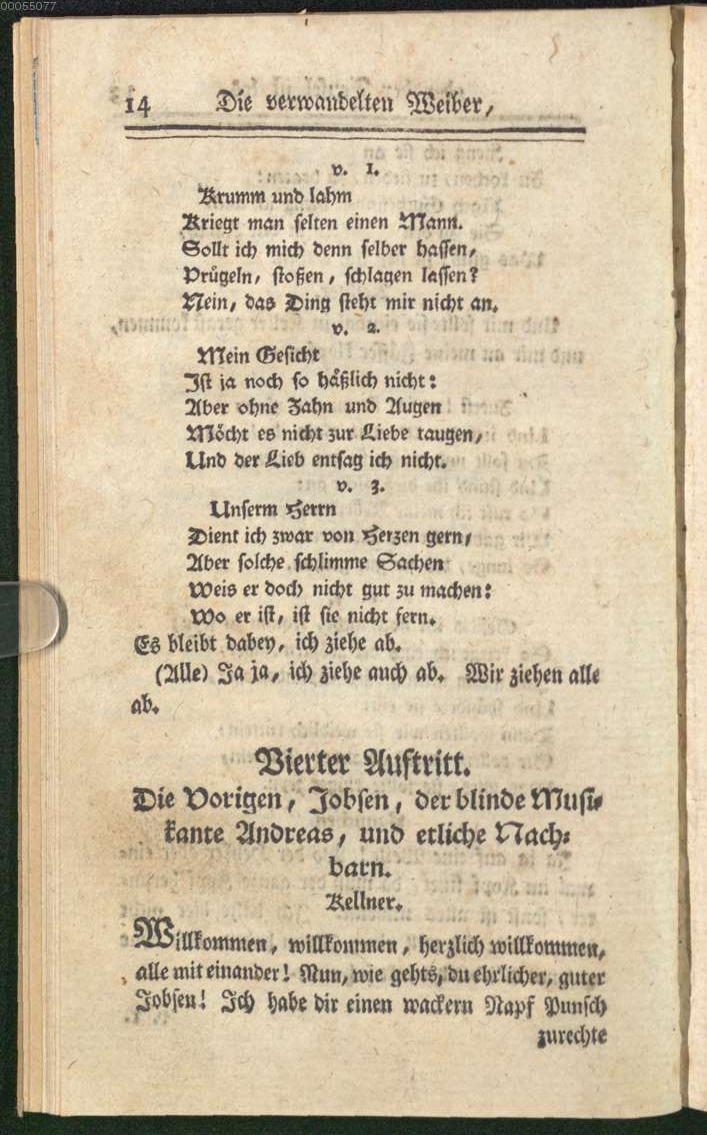 00055077
14 Die verwandelten Weiber,
v. 1.
Krumm und lahm
Kriegt man selten einen Mann.
Sollt ich mich denn selber hassen,
Prügeln, stoßen, schlagen lassen?
Nein, das Ding steht mir nicht an.
v. 2.
Mein Gesicht
Ist ja noch so häßlich nicht:
Aber ohne Zahn und Augen
Möcht es nicht zur Liebe taugen,
Und der Lieb entsag ich nicht.
v. 3.
Unserm Herrn
Dient ich zwar von Herzen gern,
Aber solche schlimme Sachen
Weis er doch nicht gut zu machen:
Wo er ist, ist sie nicht fern.
Es bleibt dabey, ich ziehe ab.
(Alle) Ja ja, ich ziehe auch ab. Wir ziehen alle
ab.
Vierter Auftritt.
Die Vorigen, Jobsen, der blinde Musi-
kante Andreas, und etliche Nach-
barn.
Kellner.
Willkommen, willkommen, herzlich willkommen,
alle mit einander! Nun, wie gehts, du ehrlicher, guter
Jobsen! Ich habe dir einen wackern Napf Punsch
zurechte